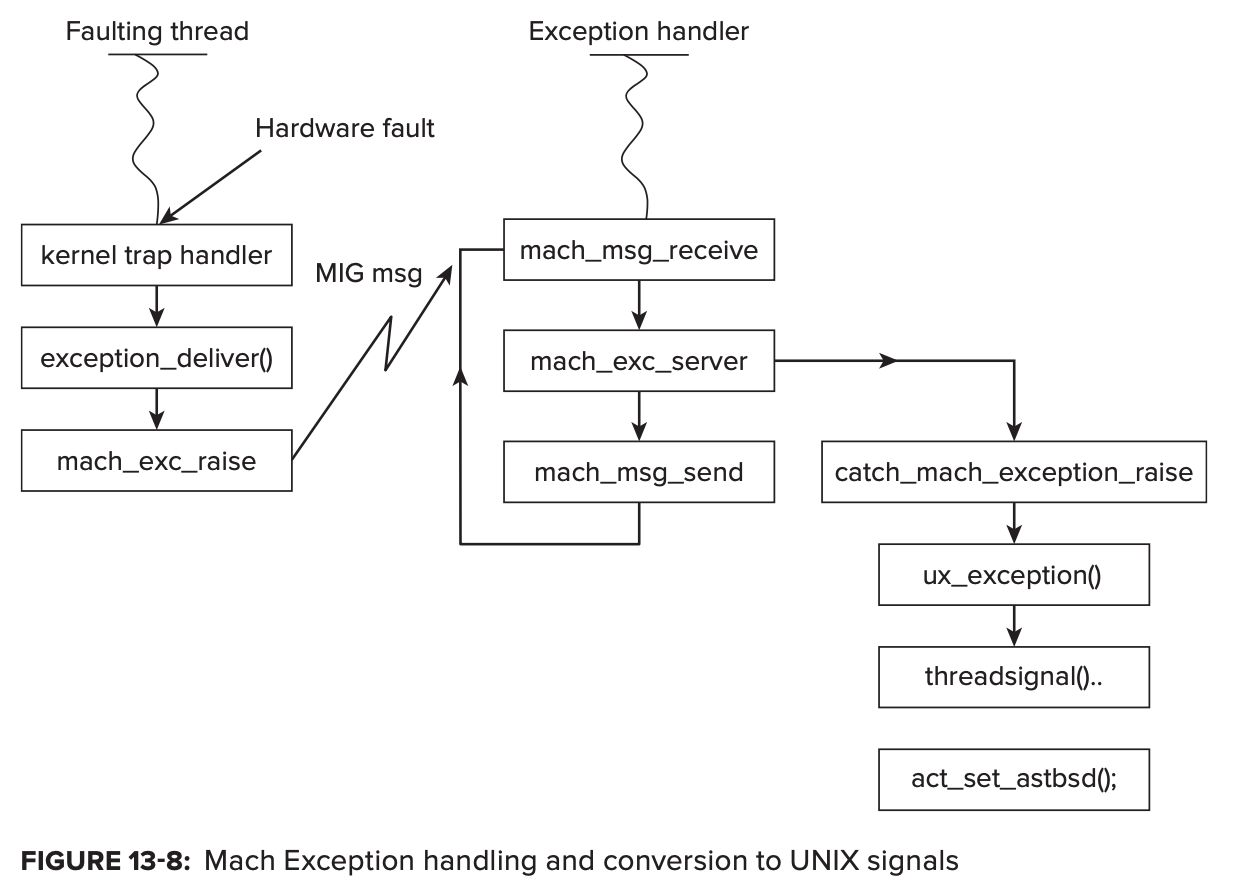 Faulting thread
Exception handler
Hardware fault
kernel trap handler
MIG msg
mach_msg_receive
exception_deliver()
mach_exc_server
mach_exc_raise
mach_msg_send
catch_mach_exception_raise
ux_exception()
threadsignal()..
act_set_astbsd();
FIGURE 13-8: Mach Exception handling and conversion to UNIX signals